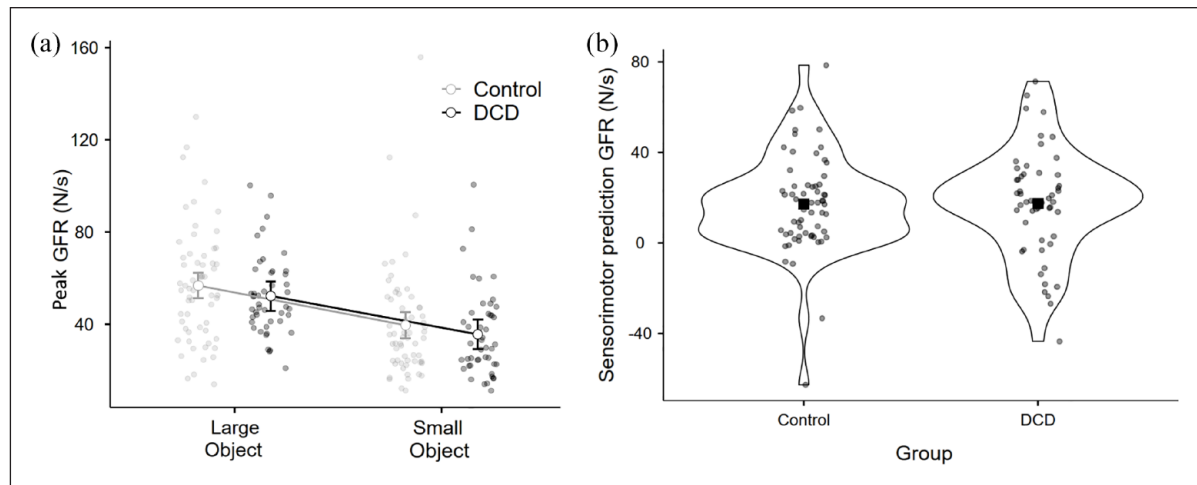 (a)
160
120
80
40
Peak GFR (N/s)
Control
DCD
Large
Object
Small
Object
(b)
80
40
0
-40
Sensorimotor prediction GFR (N/s)
Control
DCD
Group